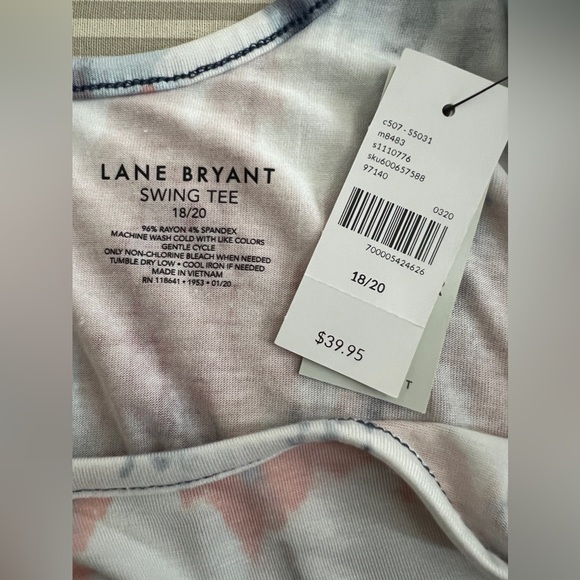 LANE BRYANT
SWING TEE
18/20
96% RAYON 4% SPANDEX
MACHINE WASH COLD WITH LIKE COLORS
GENTLE CYCLE
ONLY NON-CHLORINE BLEACH WHEN NEEDED
TUMBLE DRY LOW • COOL IRON IF NEEDED
MADE IN VIETNAM
RN 118641 • 1953 • 01/20
c507 - S5031
m8483
s1110776
sku600657588
97140
0320
700005424626
18/20
$39.95
T